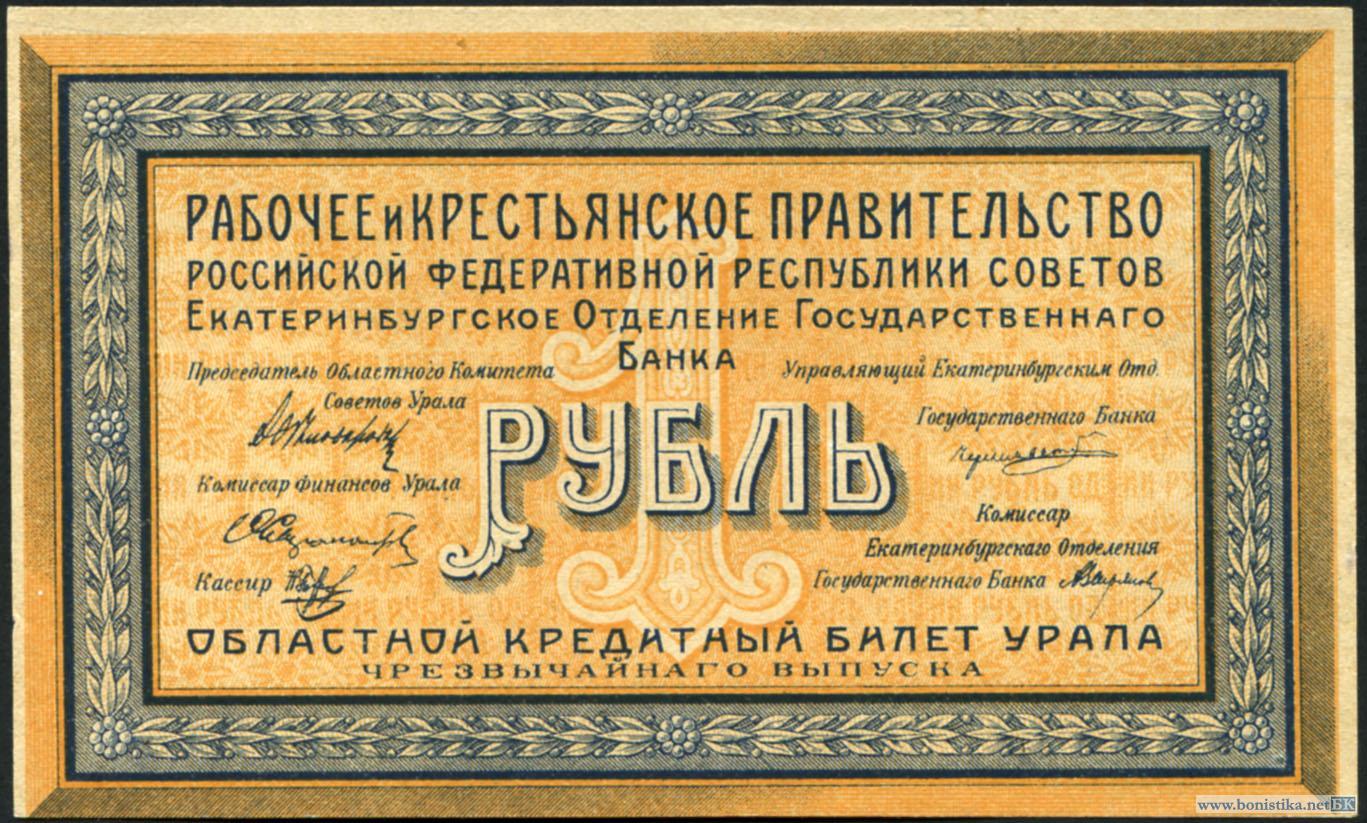 РАБОЧЕЕ и КРЕСТЬЯНСКОЕ ПРАВИТЕЛЬСТВО
РОССИЙСКОЙ ФЕДЕРАТИВНОЙ РЕСПУБЛИКИ СОВЕТОВ
ЕКАТЕРИНБУРГСКОЕ ОТДЕЛЕНИЕ ГОСУДАРСТВЕННАГО
БАНКА
Председатель Областного Комитета
Советов Урала
Комиссар финансов Урала
Кассир
1
РУБЛЬ
Управляющий Екатеринбургским Отд.
Государственнаго Банка
Комиссар
Екатеринбургскаго Отделения
Государственнаго Банка
ОБЛАСТНОЙ КРЕДИТНЫЙ БИЛЕТ УРАЛА
ЧРЕЗВЫЧАЙНАГО ВЫПУСКА
www.bonistika.net БК